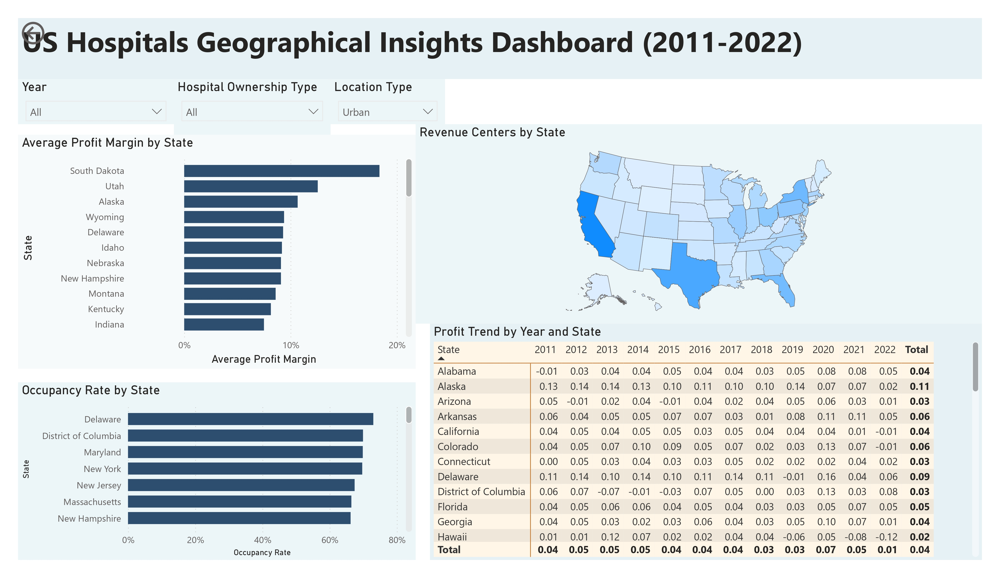 US Hospitals Geographical Insights Dashboard (2011-2022)
Year
All
Hospital Ownership Type
All
Location Type
Urban
Average Profit Margin by State
State
South Dakota
Utah
Alaska
Wyoming
Delaware
Idaho
Nebraska
New Hampshire
Montana
Kentucky
Indiana
0% 10% 20%
Average Profit Margin
Occupancy Rate by State
State
Delaware
District of Columbia
Maryland
New York
New Jersey
Massachusetts
New Hampshire
0% 20% 40% 60% 80%
Occupancy Rate
Revenue Centers by State
Profit Trend by Year and State
State 2011 2012 2013 2014 2015 2016 2017 2018 2019 2020 2021 2022 Total
Alabama -0.01 0.03 0.04 0.04 0.05 0.04 0.04 0.03 0.05 0.08 0.08 0.05 0.04
Alaska 0.13 0.14 0.14 0.13 0.10 0.11 0.10 0.10 0.14 0.07 0.07 0.02 0.11
Arizona 0.05 -0.01 0.02 0.04 -0.01 0.04 0.02 0.04 0.05 0.06 0.03 0.01 0.03
Arkansas 0.06 0.04 0.05 0.05 0.07 0.07 0.03 0.01 0.08 0.11 0.11 0.05 0.06
California 0.04 0.05 0.04 0.05 0.05 0.03 0.05 0.04 0.04 0.04 0.01 -0.01 0.04
Colorado 0.04 0.05 0.07 0.10 0.09 0.05 0.07 0.02 0.03 0.13 0.07 -0.01 0.06
Connecticut 0.00 0.05 0.03 0.04 0.03 0.03 0.05 0.02 0.02 0.02 0.04 0.02 0.03
Delaware 0.11 0.14 0.10 0.14 0.10 0.11 0.14 0.11 -0.01 0.16 0.04 0.06 0.09
District of Columbia 0.06 0.07 -0.07 -0.01 -0.03 0.07 0.05 0.00 0.03 0.13 0.03 0.08 0.03
Florida 0.04 0.05 0.06 0.06 0.04 0.05 0.04 0.03 0.03 0.05 0.07 0.05 0.05
Georgia 0.04 0.05 0.03 0.02 0.03 0.06 0.04 0.03 0.05 0.10 0.07 0.01 0.04
Hawaii 0.01 0.01 0.12 0.07 0.02 0.02 0.04 0.04 -0.06 0.05 -0.08 -0.12 0.02
Total 0.04 0.05 0.05 0.05 0.04 0.04 0.04 0.03 0.03 0.07 0.05 0.01 0.04